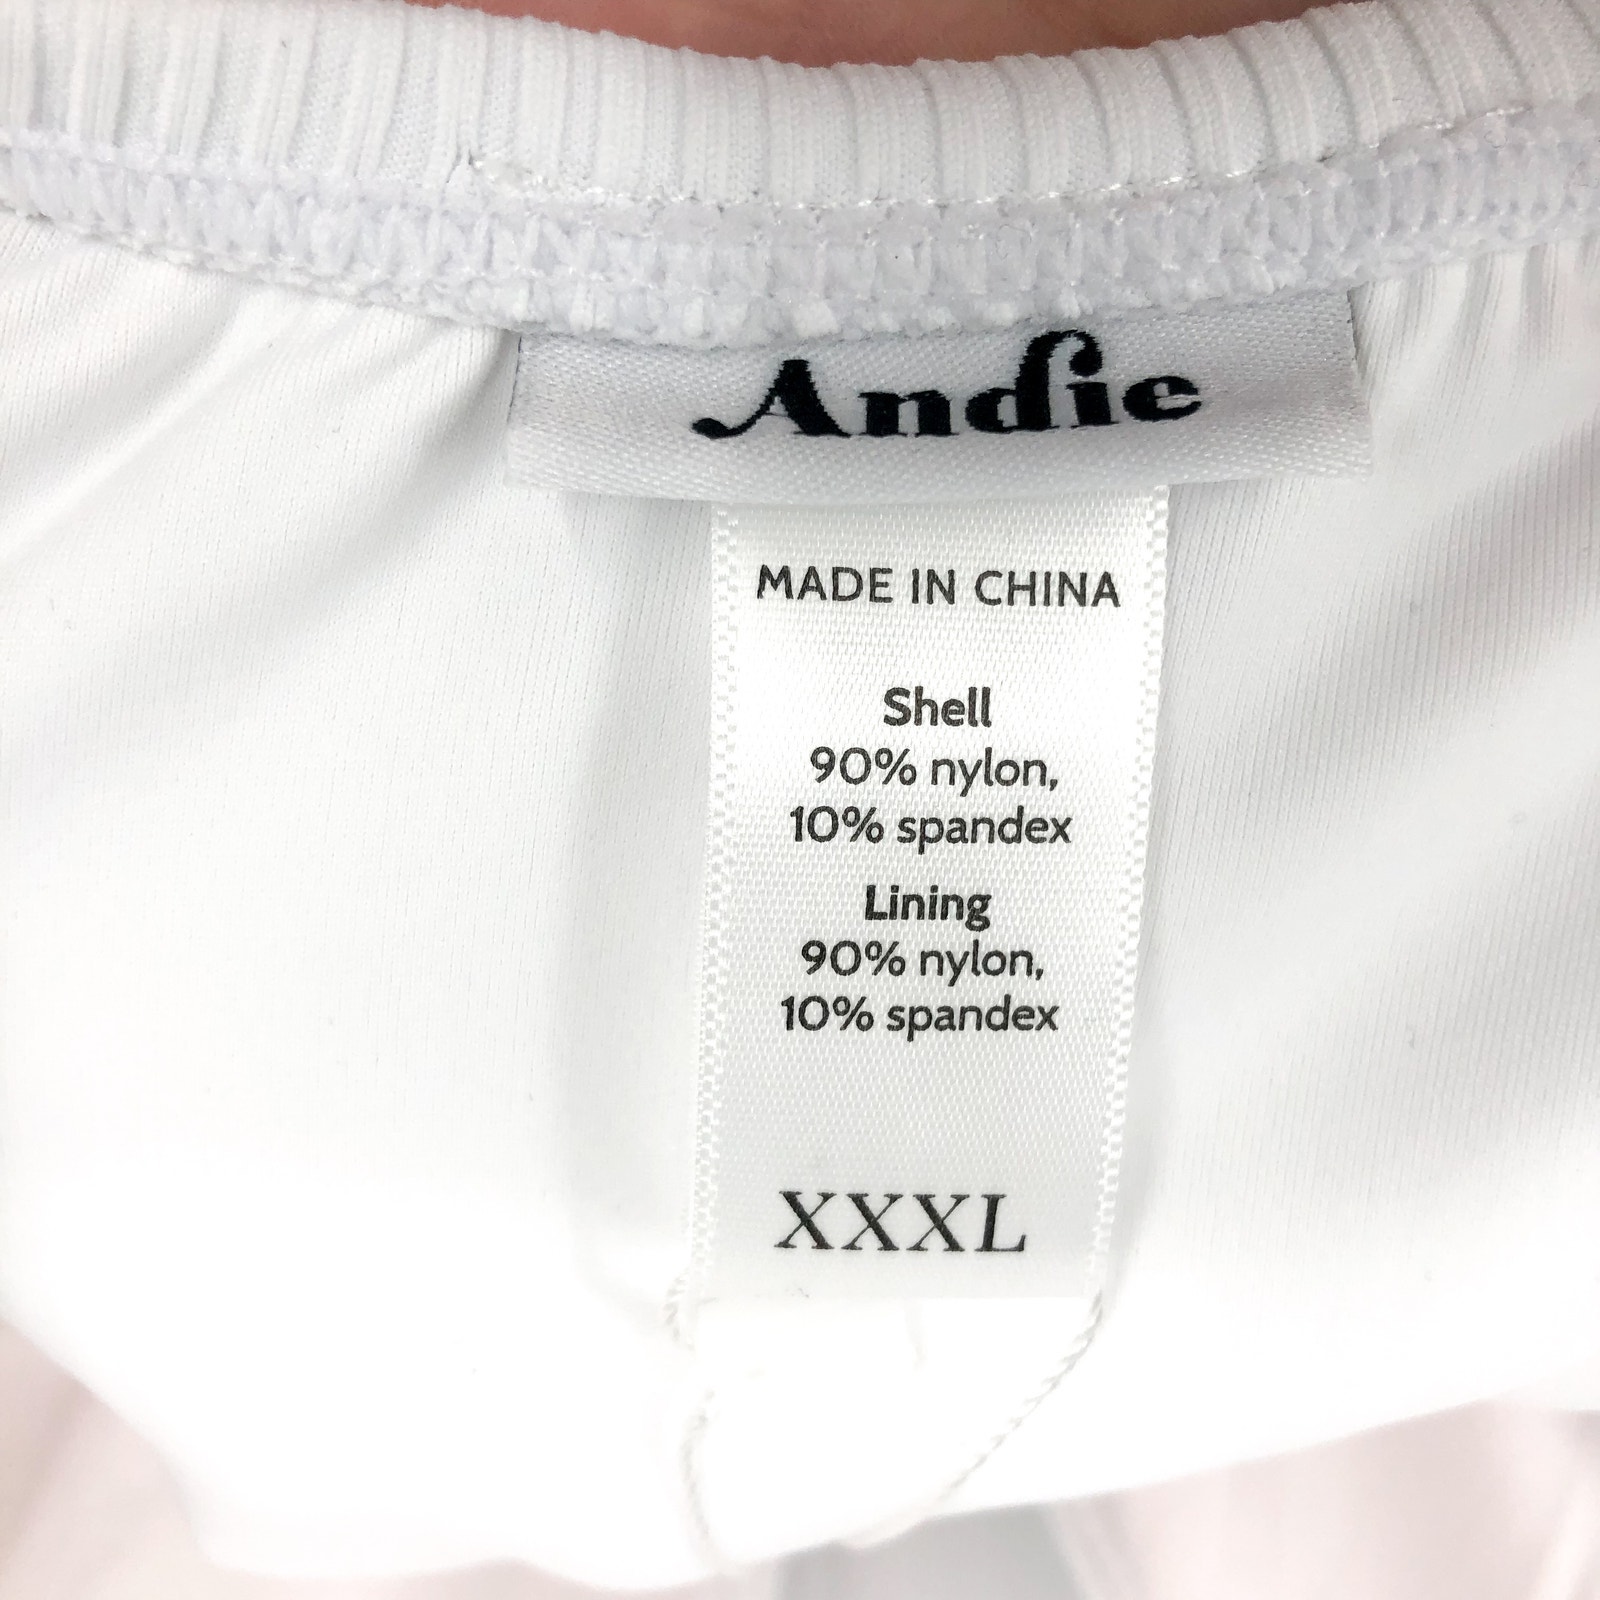 Andie
MADE IN CHINA
Shell
90% nylon,
10% spandex
Lining
90% nylon,
10% spandex
XXXL